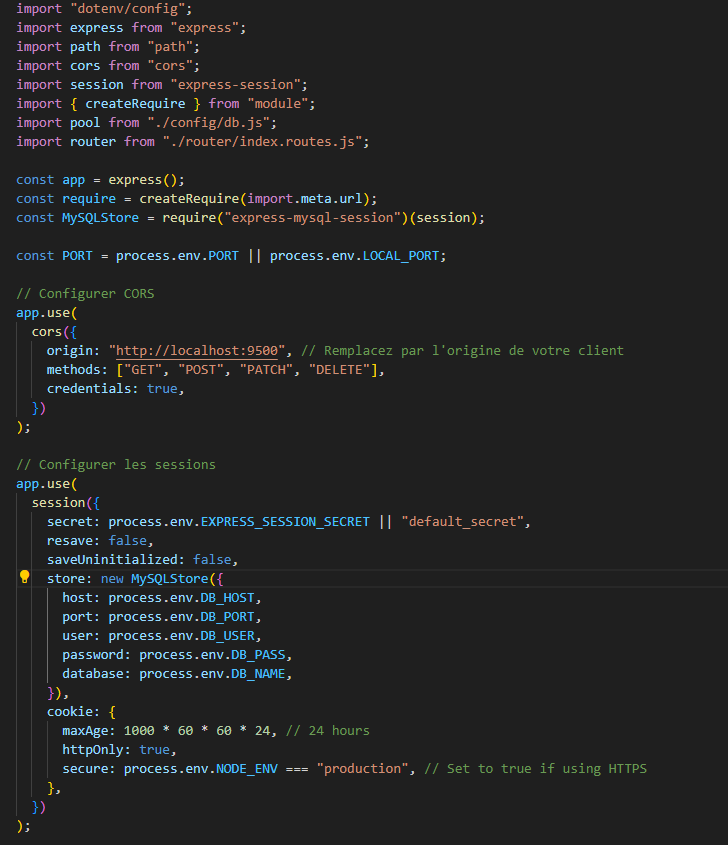 import "dotenv/config";
import express from "express";
import path from "path";
import cors from "cors";
import session from "express-session";
import { createRequire } from "module";
import pool from "./config/db.js";
import router from "./router/index.routes.js";
const app = express();
const require = createRequire(import.meta.url);
const MySQLStore = require("express-mysql-session")(session);
const PORT = process.env.PORT || process.env.LOCAL_PORT;
// Configurer CORS
app.use(
cors({
origin: "http://localhost:9500", // Remplacez par l'origine de votre client
methods: ["GET", "POST", "PATCH", "DELETE"],
credentials: true,
})
);
// Configurer les sessions
app.use(
session({
secret: process.env.EXPRESS_SESSION_SECRET || "default_secret",
resave: false,
saveUninitialized: false,
store: new MySQLStore({
host: process.env.DB_HOST,
port: process.env.DB_PORT,
user: process.env.DB_USER,
password: process.env.DB_PASS,
database: process.env.DB_NAME,
}),
cookie: {
maxAge: 1000 * 60 * 60 * 24, // 24 hours
httpOnly: true,
secure: process.env.NODE_ENV === "production", // Set to true if using HTTPS
},
})
);